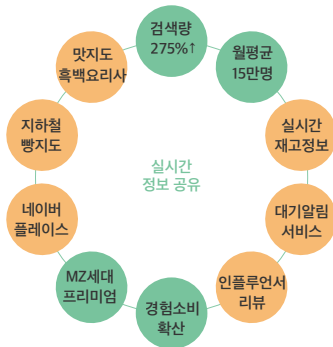 검색량
275%↑
월평균
15만명
실시간
재고정보
대기알림
서비스
인플루언서
리뷰
경험소비
확산
MZ세대
프리미엄
네이버
플레이스
지하철
빵지도
맛지도
흑백요리사
실시간
정보 공유